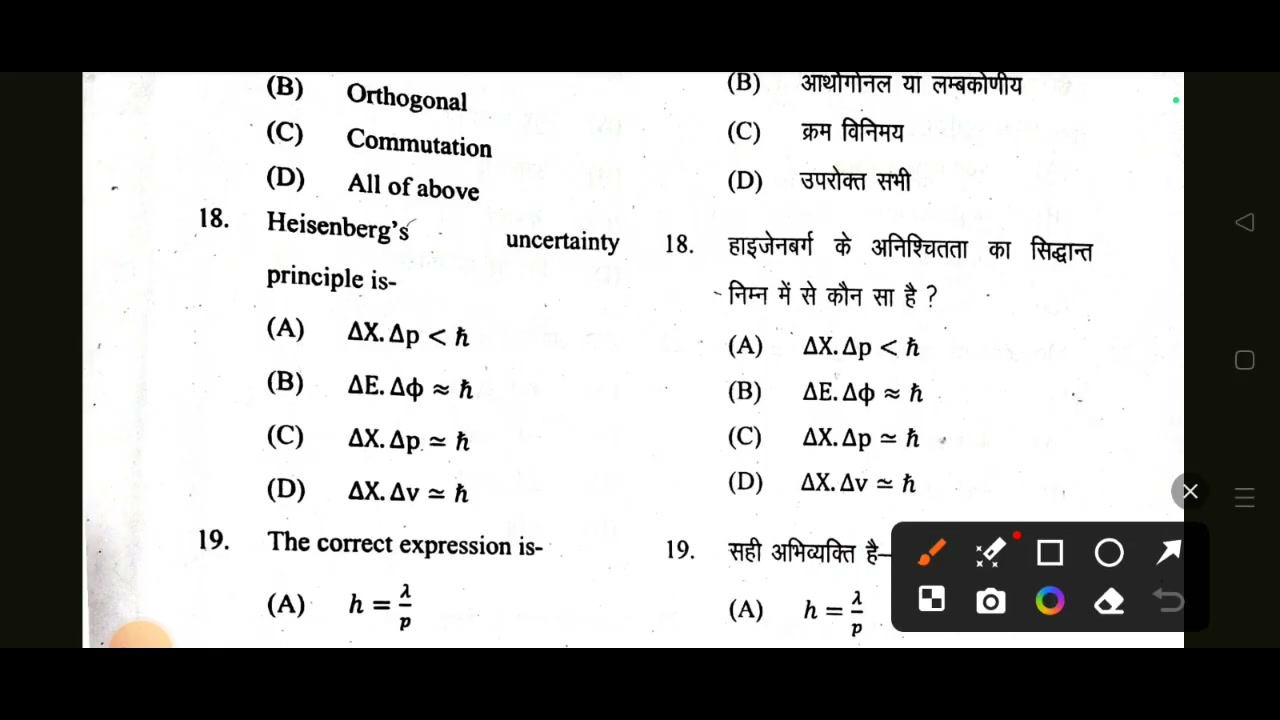 (B) Orthogonal
(C) Commutation
(D) All of above
18. Heisenberg's uncertainty
principle is-
(A) ΔX.Δp < ℏ
(B) ΔE.Δϕ ≈ ℏ
(C) ΔX.Δp ≃ ℏ
(D) ΔX.Δv ≃ ℏ
19. The correct expression is-
(A) h = λ/p
(B) आर्थोगोनल या लम्बकोणीय
(C) क्रम विनिमय
(D) उपरोक्त सभी
18. हाइजेनबर्ग के अनिश्चितता का सिद्धान्त
निम्न में से कौन सा है ?
(A) ΔX.Δp < ℏ
(B) ΔE.Δϕ ≈ ℏ
(C) ΔX.Δp ≃ ℏ
(D) ΔX.Δv ≃ ℏ
19. सही अभिव्यक्ति है–
(A) h = λ/p